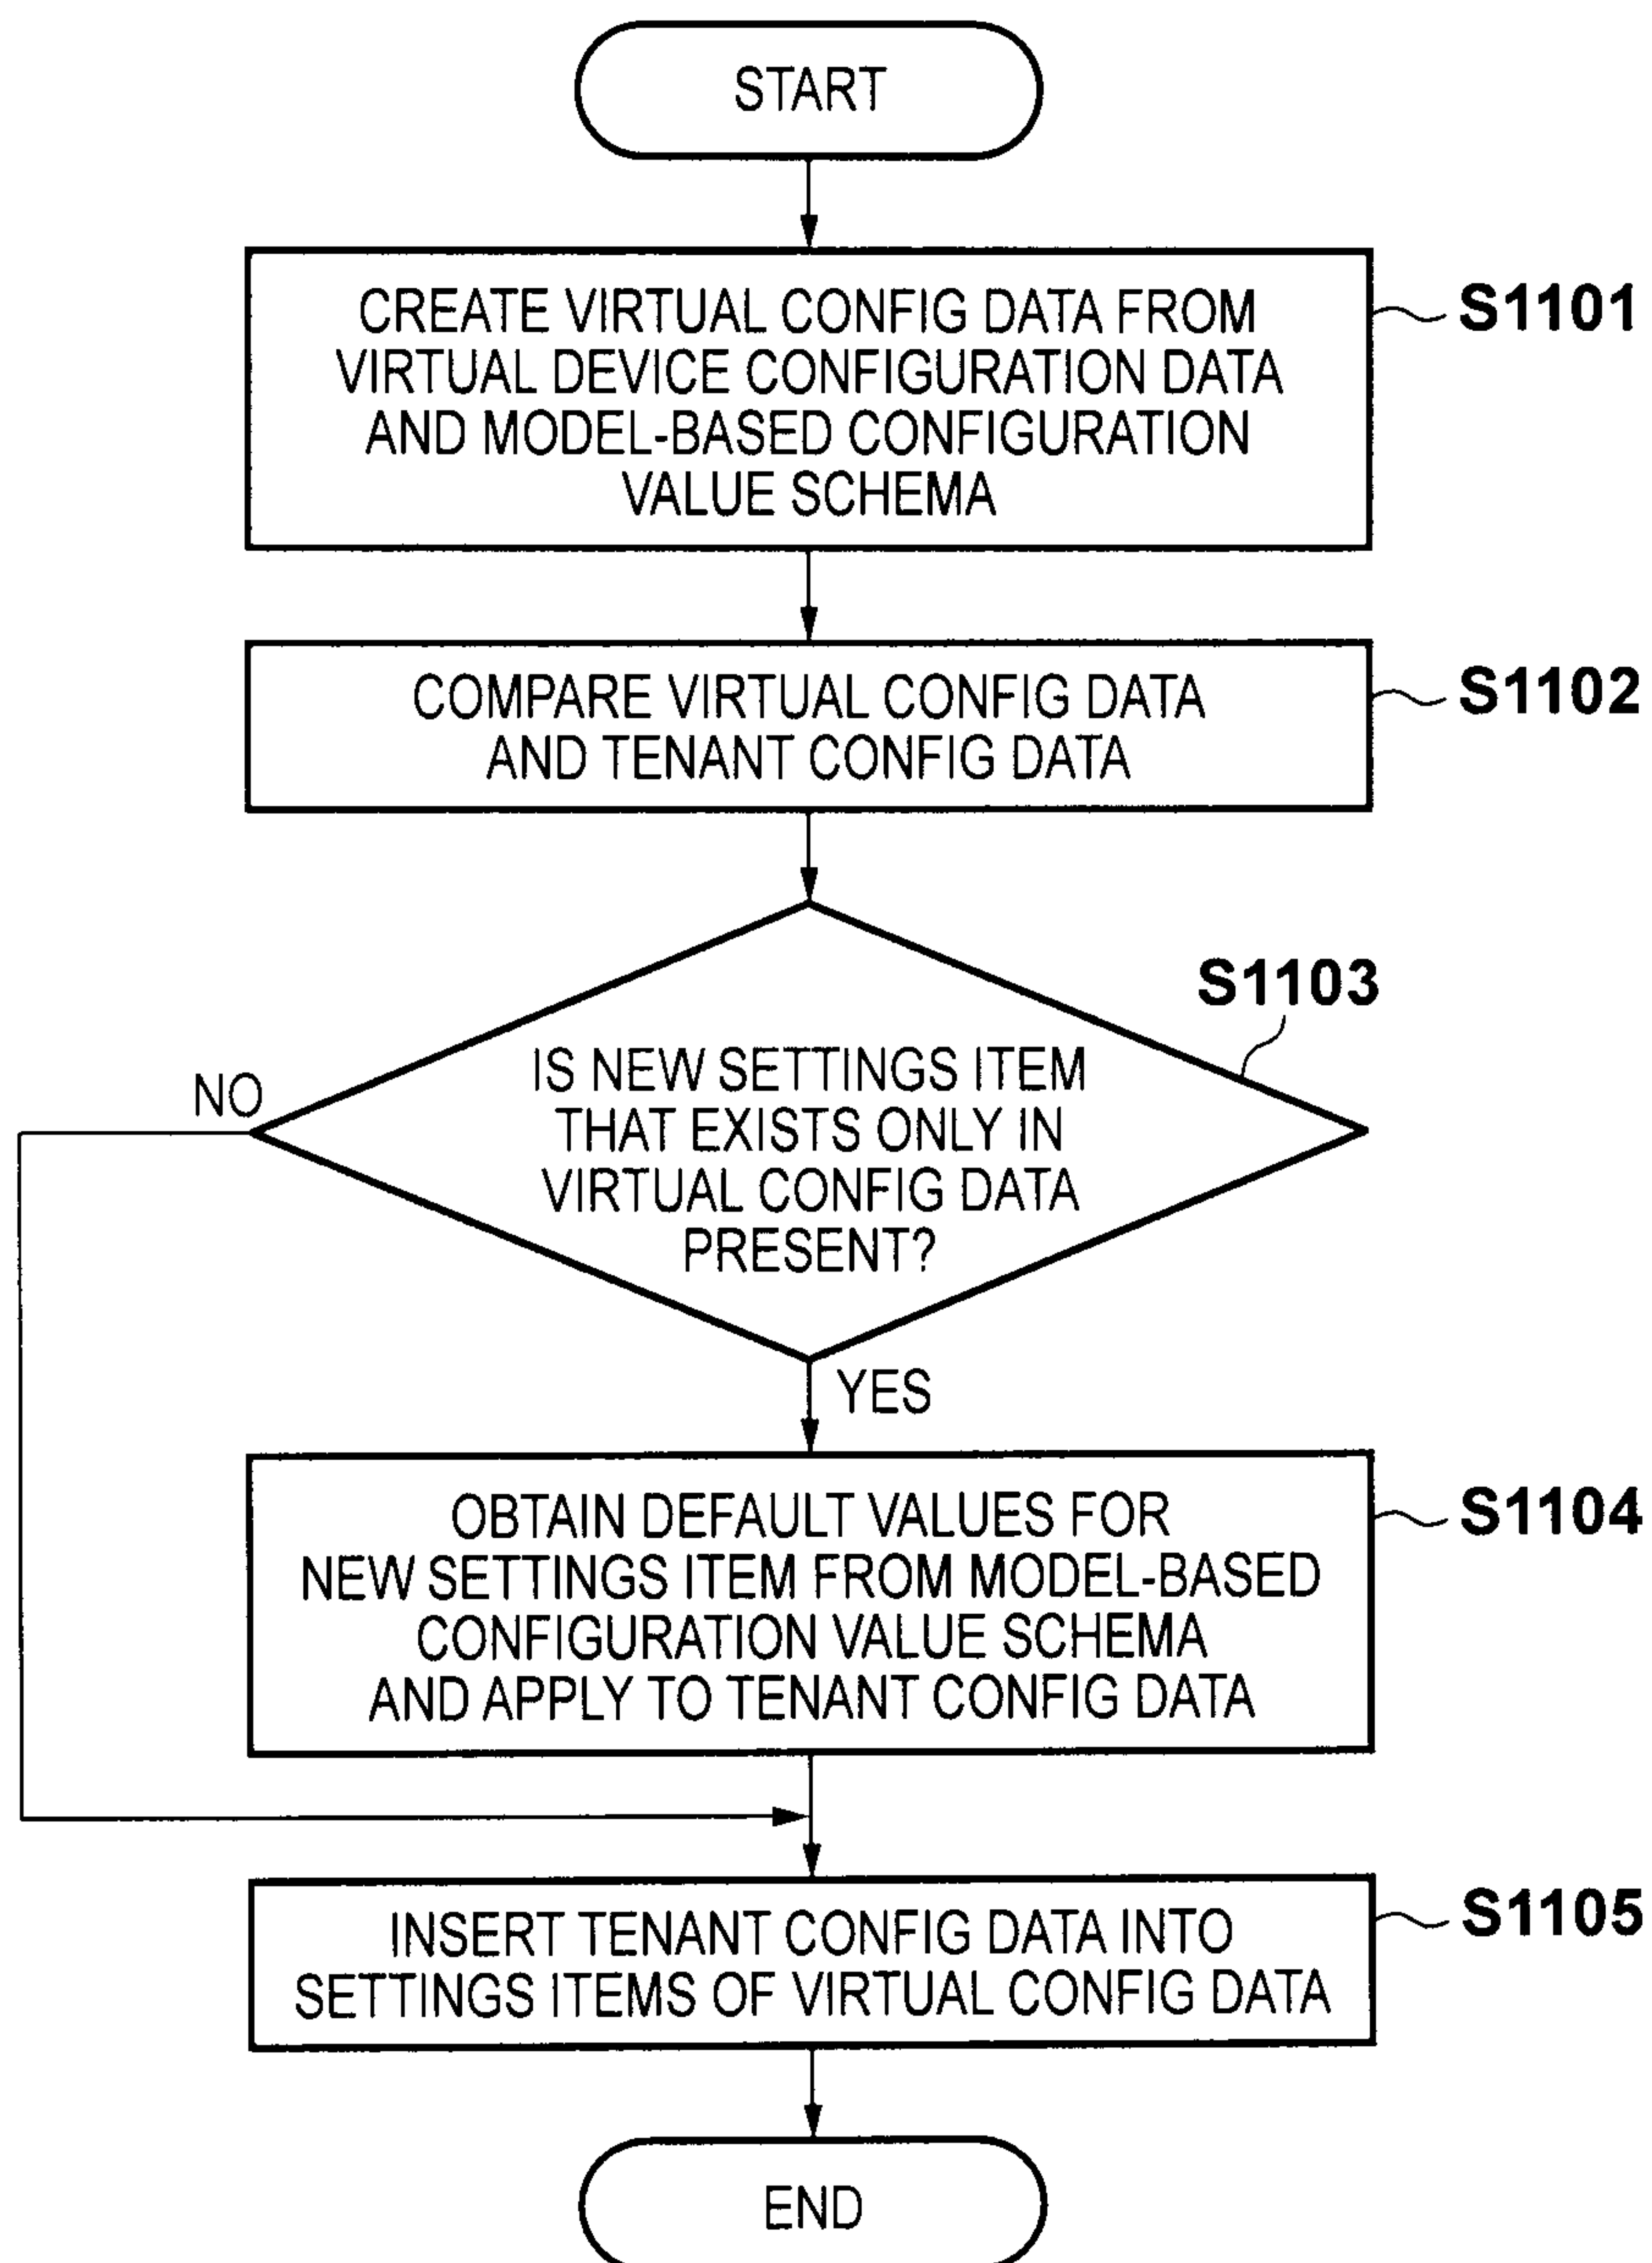 START
CREATE VIRTUAL CONFIG DATA FROM
VIRTUAL DEVICE CONFIGURATION DATA
AND MODEL-BASED CONFIGURATION
VALUE SCHEMA
S1101
COMPARE VIRTUAL CONFIG DATA
AND TENANT CONFIG DATA
S1102
S1103
IS NEW SETTINGS ITEM
THAT EXISTS ONLY IN
VIRTUAL CONFIG DATA
PRESENT?
NO
YES
OBTAIN DEFAULT VALUES FOR
NEW SETTINGS ITEM FROM MODEL-BASED
CONFIGURATION VALUE SCHEMA
AND APPLY TO TENANT CONFIG DATA
S1104
INSERT TENANT CONFIG DATA INTO
SETTINGS ITEMS OF VIRTUAL CONFIG DATA
S1105
END